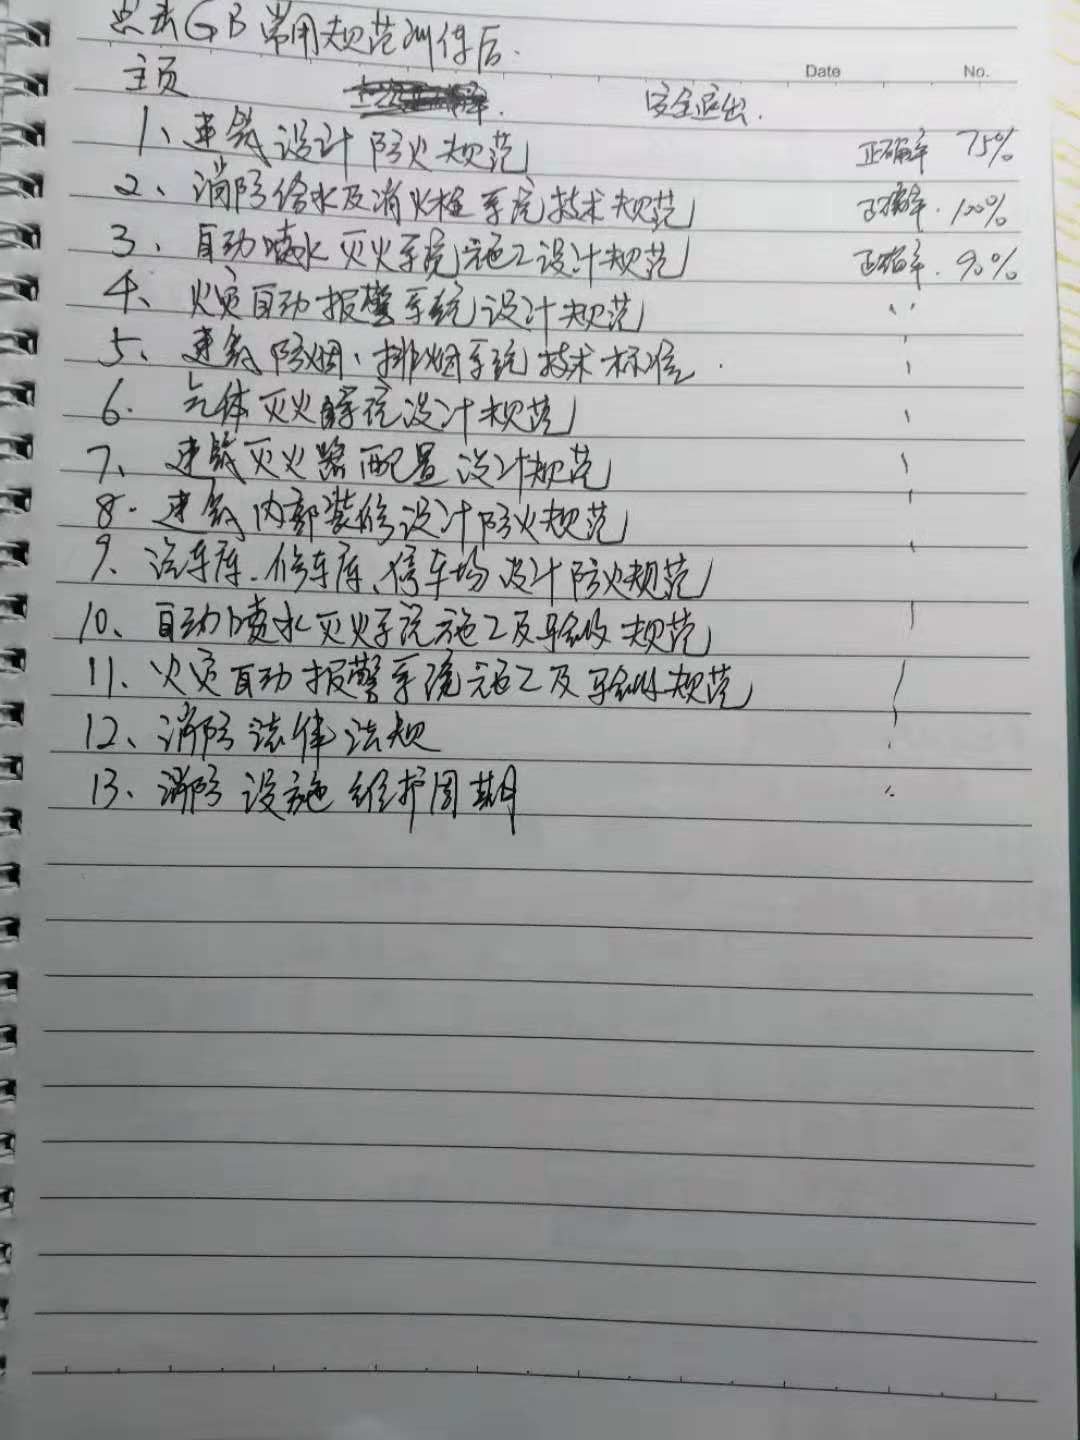 点击GB常用规范训练后.
Date No.
主页 安全退出.
1、建筑设计防火规范 正确率 75%
2、消防给水及消火栓系统技术规范 正确率. 100%
3、自动喷水灭火系统施工设计规范 正确率. 90%
4、火灾自动报警系统设计规范
5、建筑防烟、排烟系统技术标准.
6. 气体灭火系统设计规范
7、建筑灭火器配置设计规范
8. 建筑内部装修设计防火规范
9、汽车库、修车库、停车场设计防火规范
10、自动喷水灭火系统施工及验收规范
11、火灾自动报警系统施工及验收规范
12、消防法律法规
13、消防设施维护周期